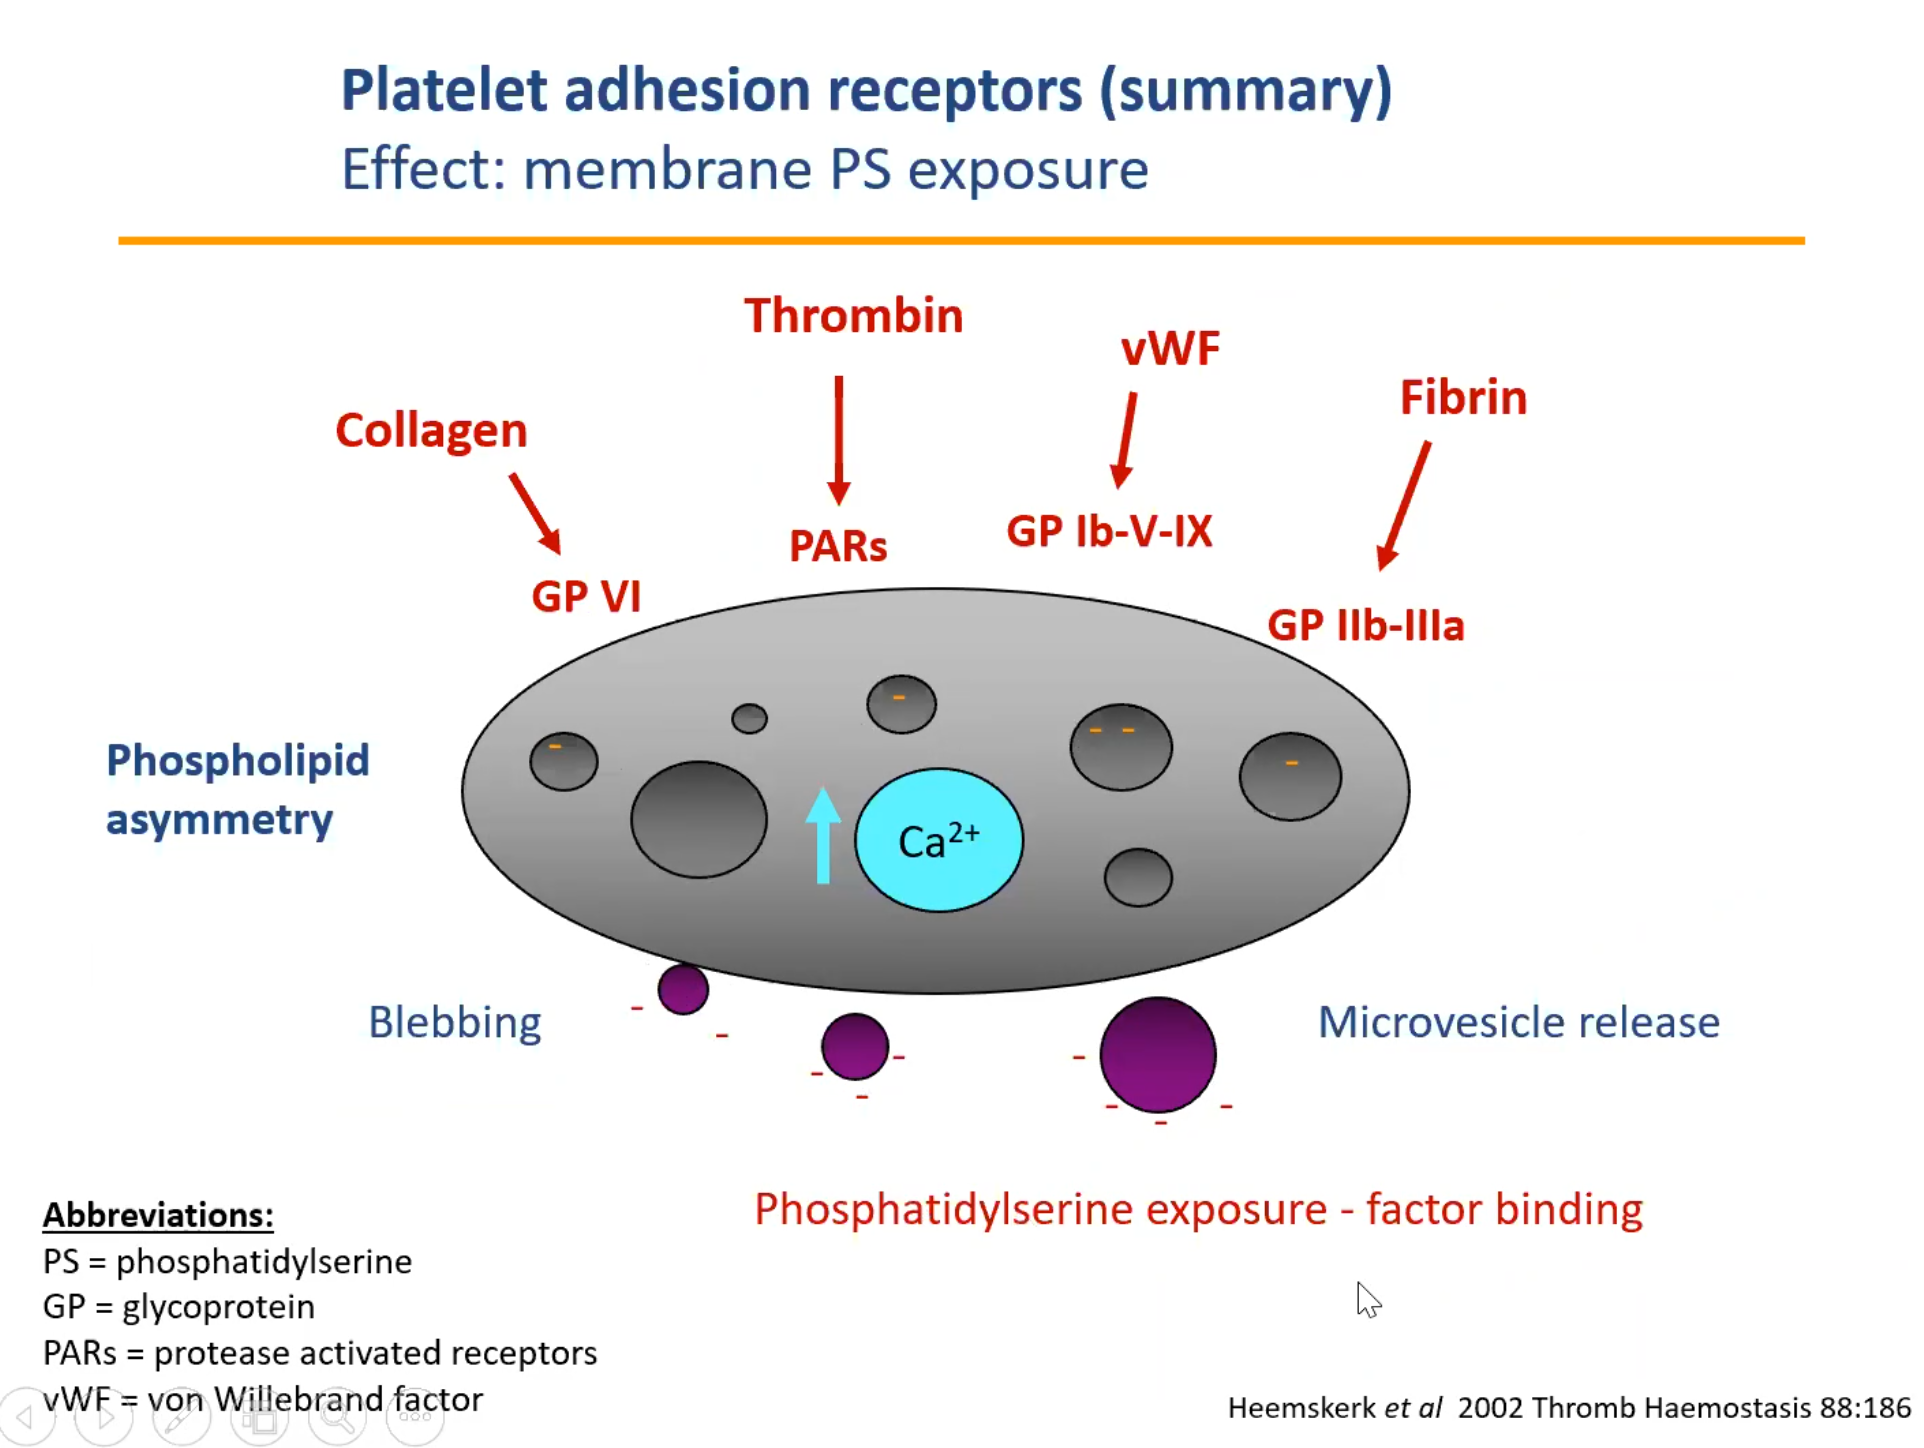 Platelet adhesion receptors (summary)
Effect: membrane PS exposure
Thrombin
vWF
Fibrin
Collagen
GP Ib-V-IX
PARs
GP VI
GP IIb-IIIa
Phospholipid
asymmetry
Ca²⁺
Blebbing
Microvesicle release
Phosphatidylserine exposure - factor binding
Abbreviations:
PS = phosphatidylserine
GP = glycoprotein
PARs = protease activated receptors
vWF = von Willebrand factor
Heemskerk et al 2002 Thromb Haemostasis 88:186